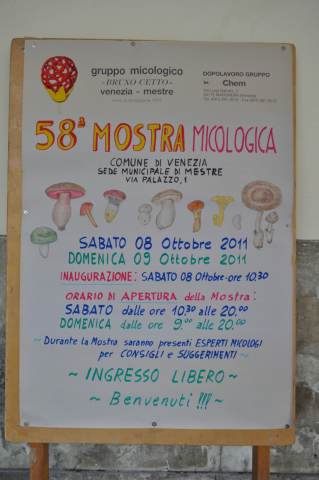 gruppo micologico
-BRUNO CETTO-
venezia - mestre
DOPOLAVORO GRUPPO
Chem
58ª MOSTRA MICOLOGICA
COMUNE DI VENEZIA
SEDE MUNICIPALE DI MESTRE
VIA PALAZZO, 1
SABATO 08 Ottobre 2011
DOMENICA 09 Ottobre 2011
INAUGURAZIONE: SABATO 08 Ottobre-ore 10.30
ORARIO DI APERTURA della Mostra:
SABATO dalle ore 10.30 alle 20.00
DOMENICA dalle ore 9.00 alle 20.00
~ Durante la Mostra saranno presenti ESPERTI MICOLOGI
per CONSIGLI e SUGGERIMENTI ~
~ INGRESSO LIBERO ~
~ Benvenuti !!! ~